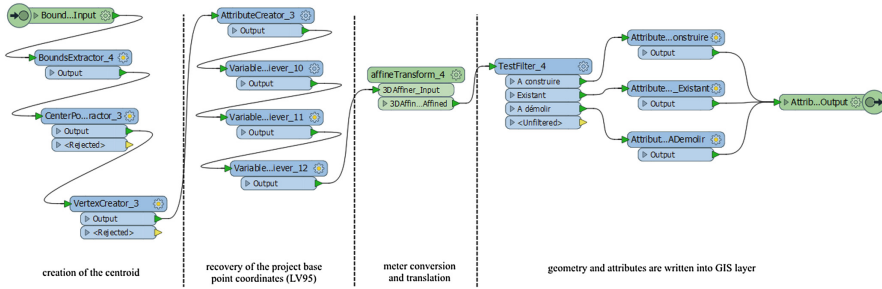 Bound...Input
BoundsExtractor_4
Output
CenterPo...ractor_3
Output
<Rejected>
VertexCreator_3
Output
<Rejected>
creation of the centroid
AttributeCreator_3
Output
Variable...iever_10
Output
Variable...iever_11
Output
Variable...iever_12
Output
recovery of the project base
point coordinates (LV95)
affineTransform_4
3DAffiner_Input
3DAffin...Affined
meter conversion
and translation
TestFilter_4
A construire
Existant
A démolir
<Unfiltered>
Attribute...onstruire
Output
Attribute..._Existant
Output
Attribut...ADemolir
Output
Attrib...Output
geometry and attributes are written into GIS layer